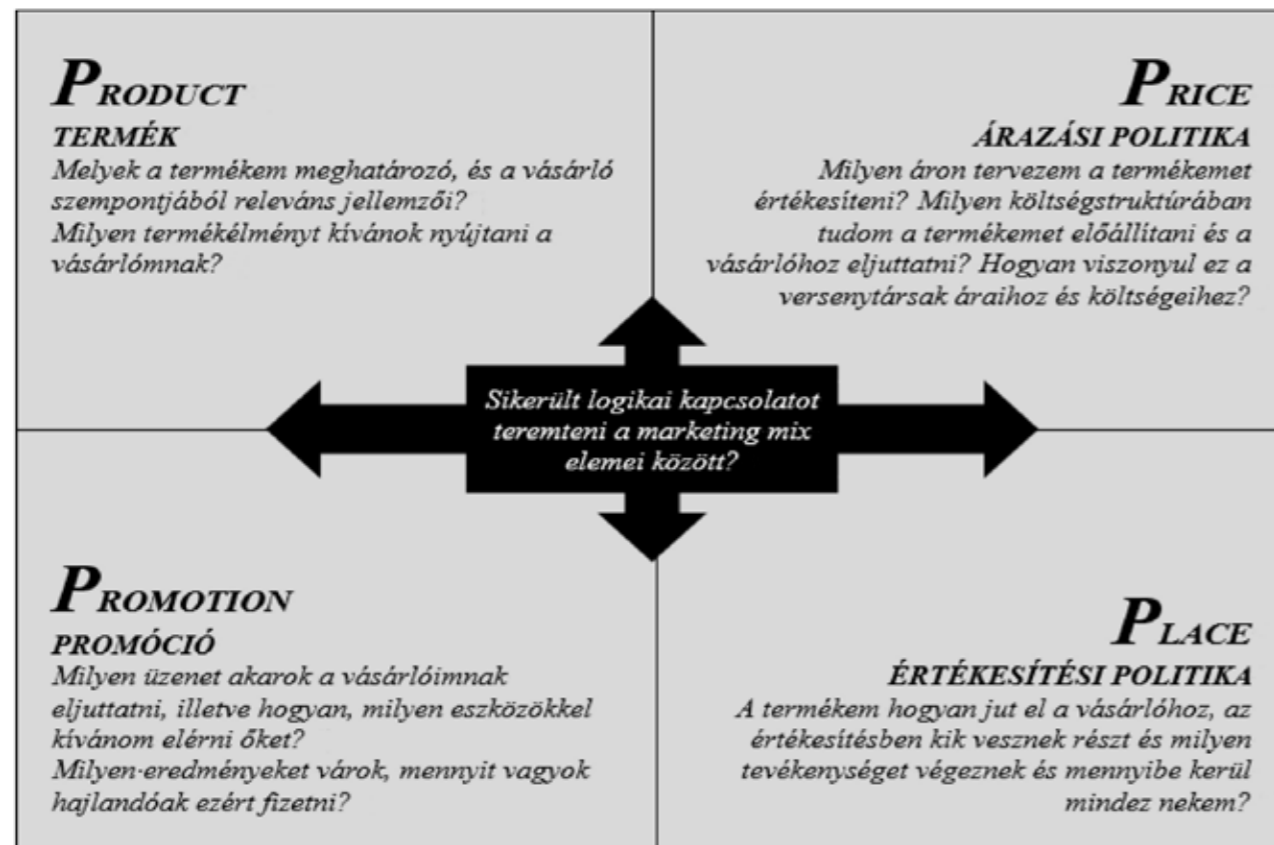 PRODUCT
TERMÉK
Melyek a termékem meghatározó, és a vásárló
szempontjából releváns jellemzői?
Milyen termékélményt kívánok nyújtani a
vásárlómnak?
PRICE
ÁRAZÁSI POLITIKA
Milyen áron tervezem a termékemet
értékesíteni? Milyen költségstruktúrában
tudom a termékemet előállítani és a
vásárlóhoz eljuttatni? Hogyan viszonyul ez a
versenytársak áraihoz és költségeihez?
Sikerült logikai kapcsolatot
teremteni a marketing mix
elemei között?
PROMOTION
PROMÓCIÓ
Milyen üzenet akarok a vásárlóimnak
eljuttatni, illetve hogyan, milyen eszközökkel
kívánom elérni őket?
Milyen·eredményeket várok, mennyit vagyok
hajlandóak ezért fizetni?
PLACE
ÉRTÉKESÍTÉSI POLITIKA
A termékem hogyan jut el a vásárlóhoz, az
értékesítésben kik vesznek részt és milyen
tevékenységet végeznek és mennyibe kerül
mindez nekem?